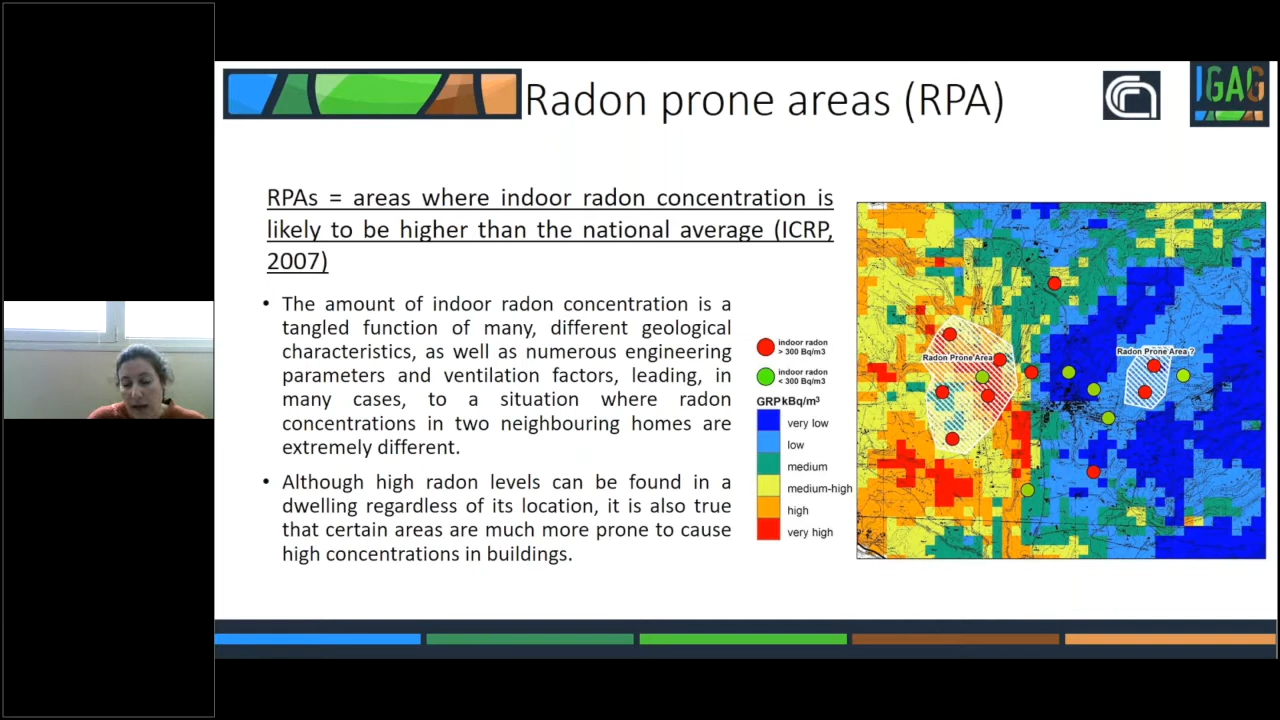 Radon prone areas (RPA)
IGAG
RPAs = areas where indoor radon concentration is
likely to be higher than the national average (ICRP,
2007)
• The amount of indoor radon concentration is a
tangled function of many, different geological
characteristics, as well as numerous engineering
parameters and ventilation factors, leading, in
many cases, to a situation where radon
concentrations in two neighbouring homes are
extremely different.
• Although high radon levels can be found in a
dwelling regardless of its location, it is also true
that certain areas are much more prone to cause
high concentrations in buildings.
indoor radon
> 300 Bq/m3
indoor radon
< 300 Bq/m3
GRP kBq/m³
very low
low
medium
medium-high
high
very high
Radon Prone Area
Radon Prone Area ?